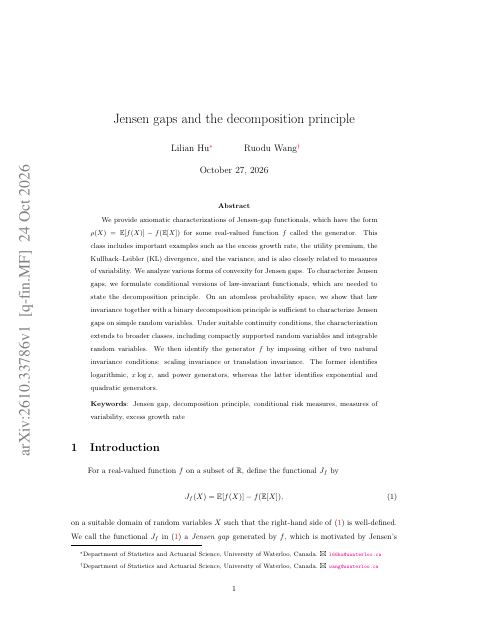 Jensen gaps and the decomposition principle
Lilian Hu* Ruodu Wang†
October 27, 2026
Abstract
We provide axiomatic characterizations of Jensen-gap functionals, which have the form
ρ(X) = 𝔼[f(X)] − f(𝔼[X]) for some real-valued function f called the generator. This
class includes important examples such as the excess growth rate, the utility premium, the
Kullback–Leibler (KL) divergence, and the variance, and is also closely related to measures
of variability. We analyze various forms of convexity for Jensen gaps. To characterize Jensen
gaps, we formulate conditional versions of law-invariant functionals, which are needed to
state the decomposition principle. On an atomless probability space, we show that law
invariance together with a binary decomposition principle is sufficient to characterize Jensen
gaps on simple random variables. Under suitable continuity conditions, the characterization
extends to broader classes, including compactly supported random variables and integrable
random variables. We then identify the generator f by imposing either of two natural
invariance conditions: scaling invariance or translation invariance. The former identifies
logarithmic, x log x, and power generators, whereas the latter identifies exponential and
quadratic generators.
Keywords: Jensen gap, decomposition principle, conditional risk measures, measures of
variability, excess growth rate
1 Introduction
For a real-valued function f on a subset of ℝ, define the functional J_f by
J_f(X) = 𝔼[f(X)] − f(𝔼[X]), (1)
on a suitable domain of random variables X such that the right-hand side of (1) is well-defined.
We call the functional J_f in (1) a Jensen gap generated by f, which is motivated by Jensen's
*Department of Statistics and Actuarial Science, University of Waterloo, Canada. ✉
†Department of Statistics and Actuarial Science, University of Waterloo, Canada. ✉ wang@uwaterloo.ca
1
arXiv:2610.33786v1 [q-fin.MF] 24 Oct 2026